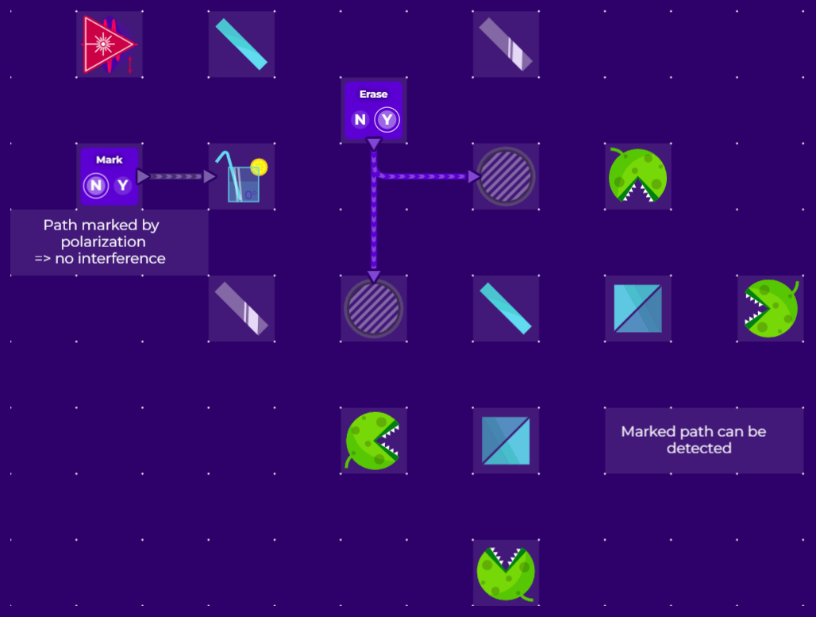 Erase
N Y
Mark
N Y
Path marked by
polarization
=> no interference
Marked path can be
detected